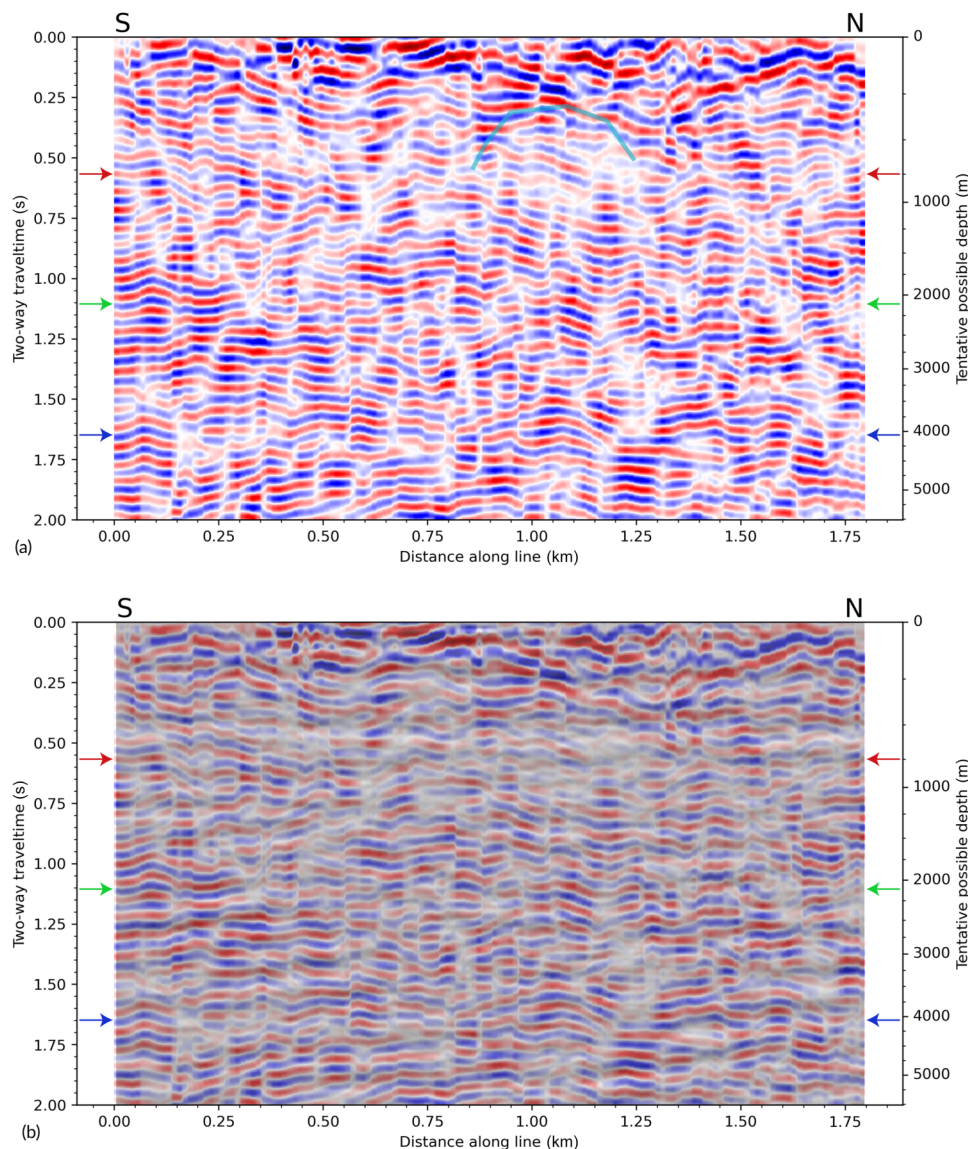 S N
0.00
0.25
0.50
0.75
1.00
1.25
1.50
1.75
2.00
Two-way traveltime (s)
0
1000
2000
3000
4000
5000
Tentative possible depth (m)
0.00 0.25 0.50 0.75 1.00 1.25 1.50 1.75
Distance along line (km)
(a)
S N
0.00
0.25
0.50
0.75
1.00
1.25
1.50
1.75
2.00
Two-way traveltime (s)
0
1000
2000
3000
4000
5000
Tentative possible depth (m)
0.00 0.25 0.50 0.75 1.00 1.25 1.50 1.75
Distance along line (km)
(b)